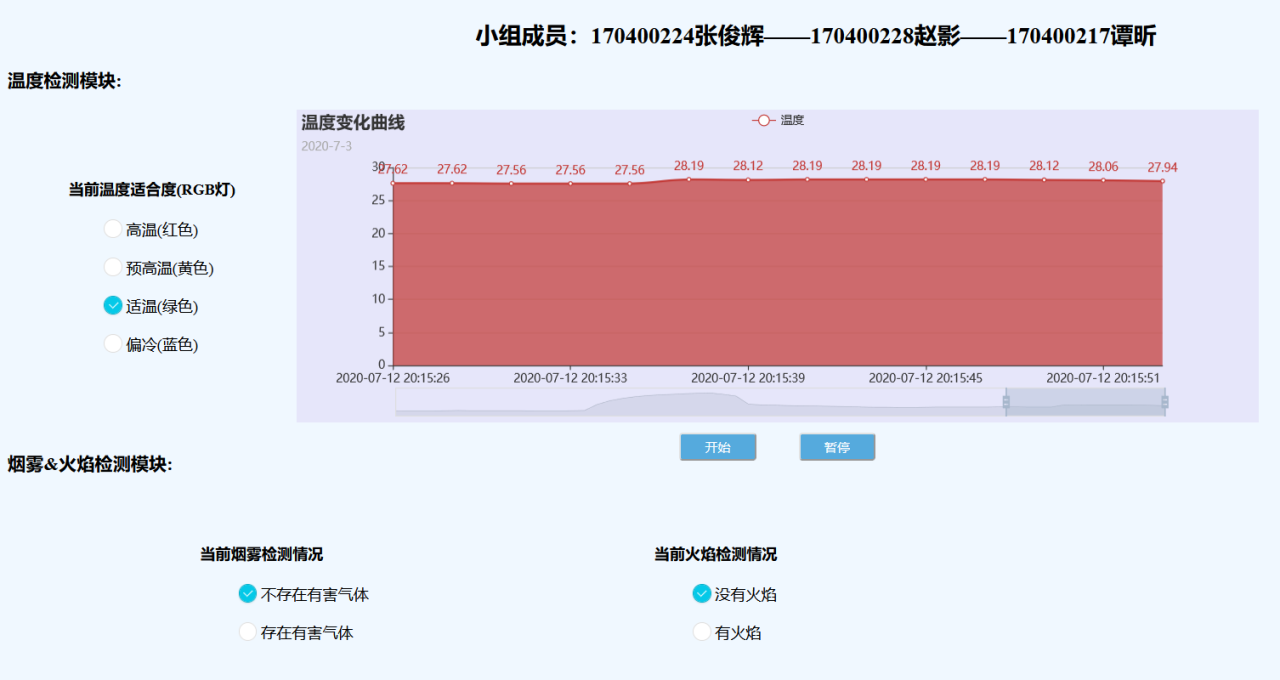 小组成员：170400224张俊辉——170400228赵影——170400217谭昕
温度检测模块:
温度变化曲线
温度
2020-7-3
当前温度适合度(RGB灯)
高温(红色)
预高温(黄色)
适温(绿色)
偏冷(蓝色)
27.62 27.62 27.56 27.56 27.56 28.19 28.12 28.19 28.19 28.19 28.19 28.12 28.06 27.94
30
25
20
15
10
5
0
2020-07-12 20:15:26 2020-07-12 20:15:33 2020-07-12 20:15:39 2020-07-12 20:15:45 2020-07-12 20:15:51
开始 暂停
烟雾&火焰检测模块:
当前烟雾检测情况
不存在有害气体
存在有害气体
当前火焰检测情况
没有火焰
有火焰